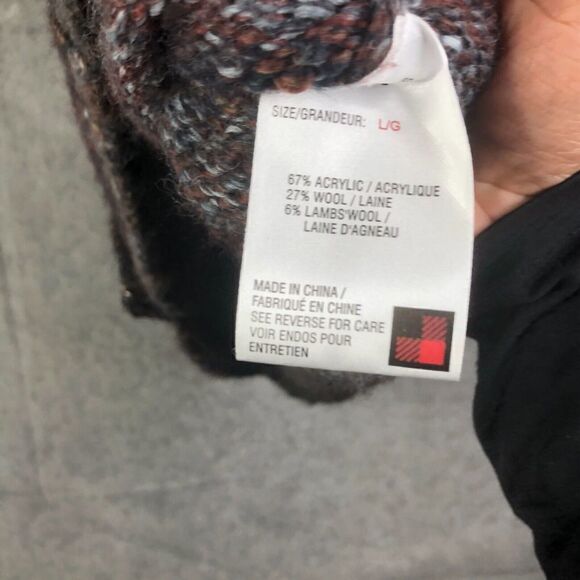 SIZE/GRANDEUR: L/G
67% ACRYLIC / ACRYLIQUE
27% WOOL / LAINE
6% LAMBS'WOOL /
LAINE D'AGNEAU
MADE IN CHINA /
FABRIQUÉ EN CHINE
SEE REVERSE FOR CARE
VOIR ENDOS POUR
ENTRETIEN